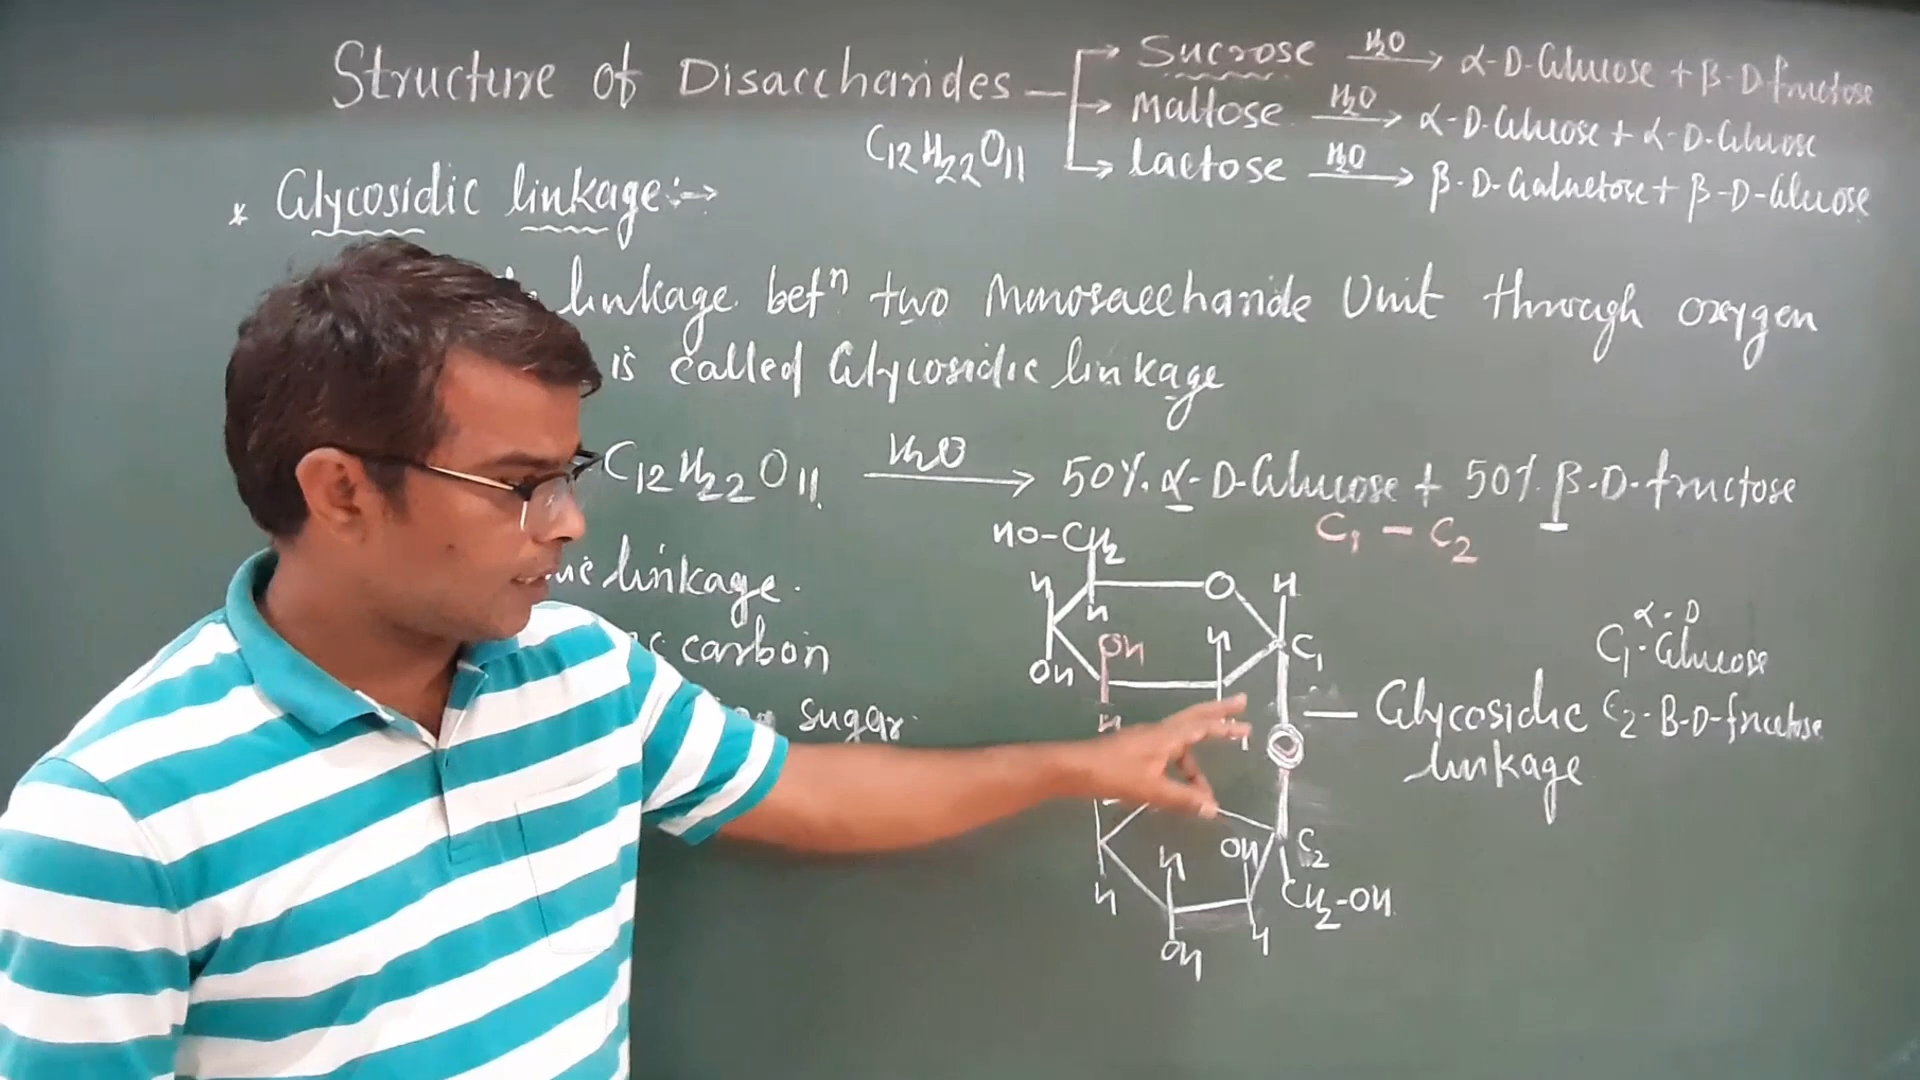 Structure of Disaccharides
Sucrose H2O → α-D-Glucose + β-D-fructose
Maltose H2O → α-D-Glucose + α-D-Glucose
lactose H2O → β-D-Galactose + β-D-Glucose
C12H22O11
* Glycosidic linkage:→
linkage betn two Monosaccharide Unit through oxygen
is called Glycosidic linkage
C12H22O11 H2O → 50% α-D-Glucose + 50% β-D-fructose
C1 - C2
HO-CH2
O H
H H
OH H C1
OH
H
linkage.
carbon
sugar.
α-D
C1-Glucose
Glycosidic C2-β-D-fructose
linkage
O
C2
H OH
H CH2-OH
OH H